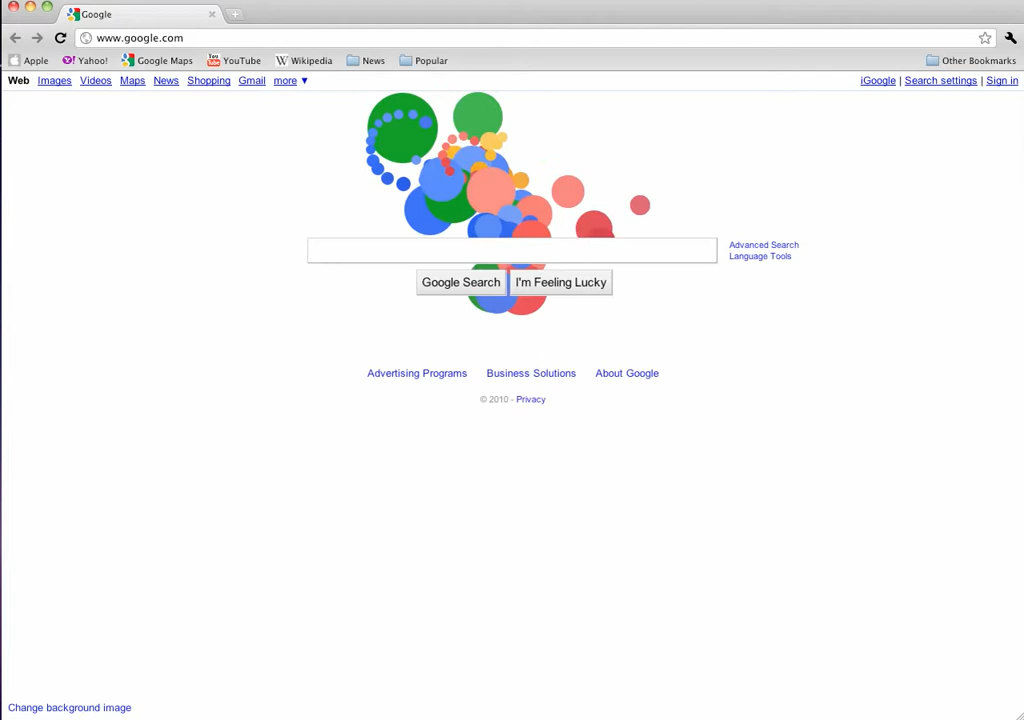 Google
www.google.com
Apple Yahoo! Google Maps You Tube YouTube W Wikipedia News Popular Other Bookmarks
Web Images Videos Maps News Shopping Gmail more ▼ iGoogle | Search settings | Sign in
Advanced Search
Language Tools
Google Search I'm Feeling Lucky
Advertising Programs Business Solutions About Google
© 2010 - Privacy
Change background image